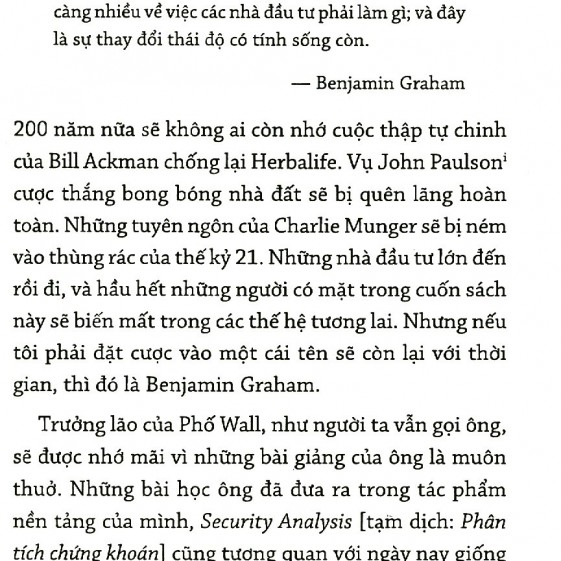 càng nhiều về việc các nhà đầu tư phải làm gì; và đây
là sự thay đổi thái độ có tính sống còn.
— Benjamin Graham
200 năm nữa sẽ không ai còn nhớ cuộc thập tự chinh
của Bill Ackman chống lại Herbalife. Vụ John Paulsonⁱ
cược thắng bong bóng nhà đất sẽ bị quên lãng hoàn
toàn. Những tuyên ngôn của Charlie Munger sẽ bị ném
vào thùng rác của thế kỷ 21. Những nhà đầu tư lớn đến
rồi đi, và hầu hết những người có mặt trong cuốn sách
này sẽ biến mất trong các thế hệ tương lai. Nhưng nếu
tôi phải đặt cược vào một cái tên sẽ còn lại với thời
gian, thì đó là Benjamin Graham.
Trưởng lão của Phố Wall, như người ta vẫn gọi ông,
sẽ được nhớ mãi vì những bài giảng của ông là muôn
thuở. Những bài học ông đã đưa ra trong tác phẩm
nền tảng của mình, Security Analysis [tạm dịch: Phân
tích chứng khoán] cũng tương quan với ngày nay giống